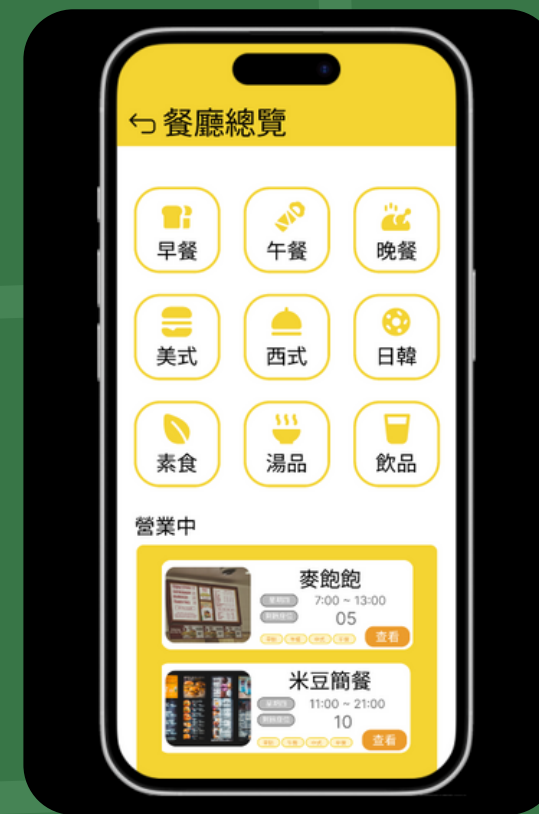 餐廳總覽
早餐 午餐 晚餐
美式 西式 日韓
素食 湯品 飲品
營業中
麥飽飽
7:00 ~ 13:00
05
查看
米豆簡餐
11:00 ~ 21:00
10
查看